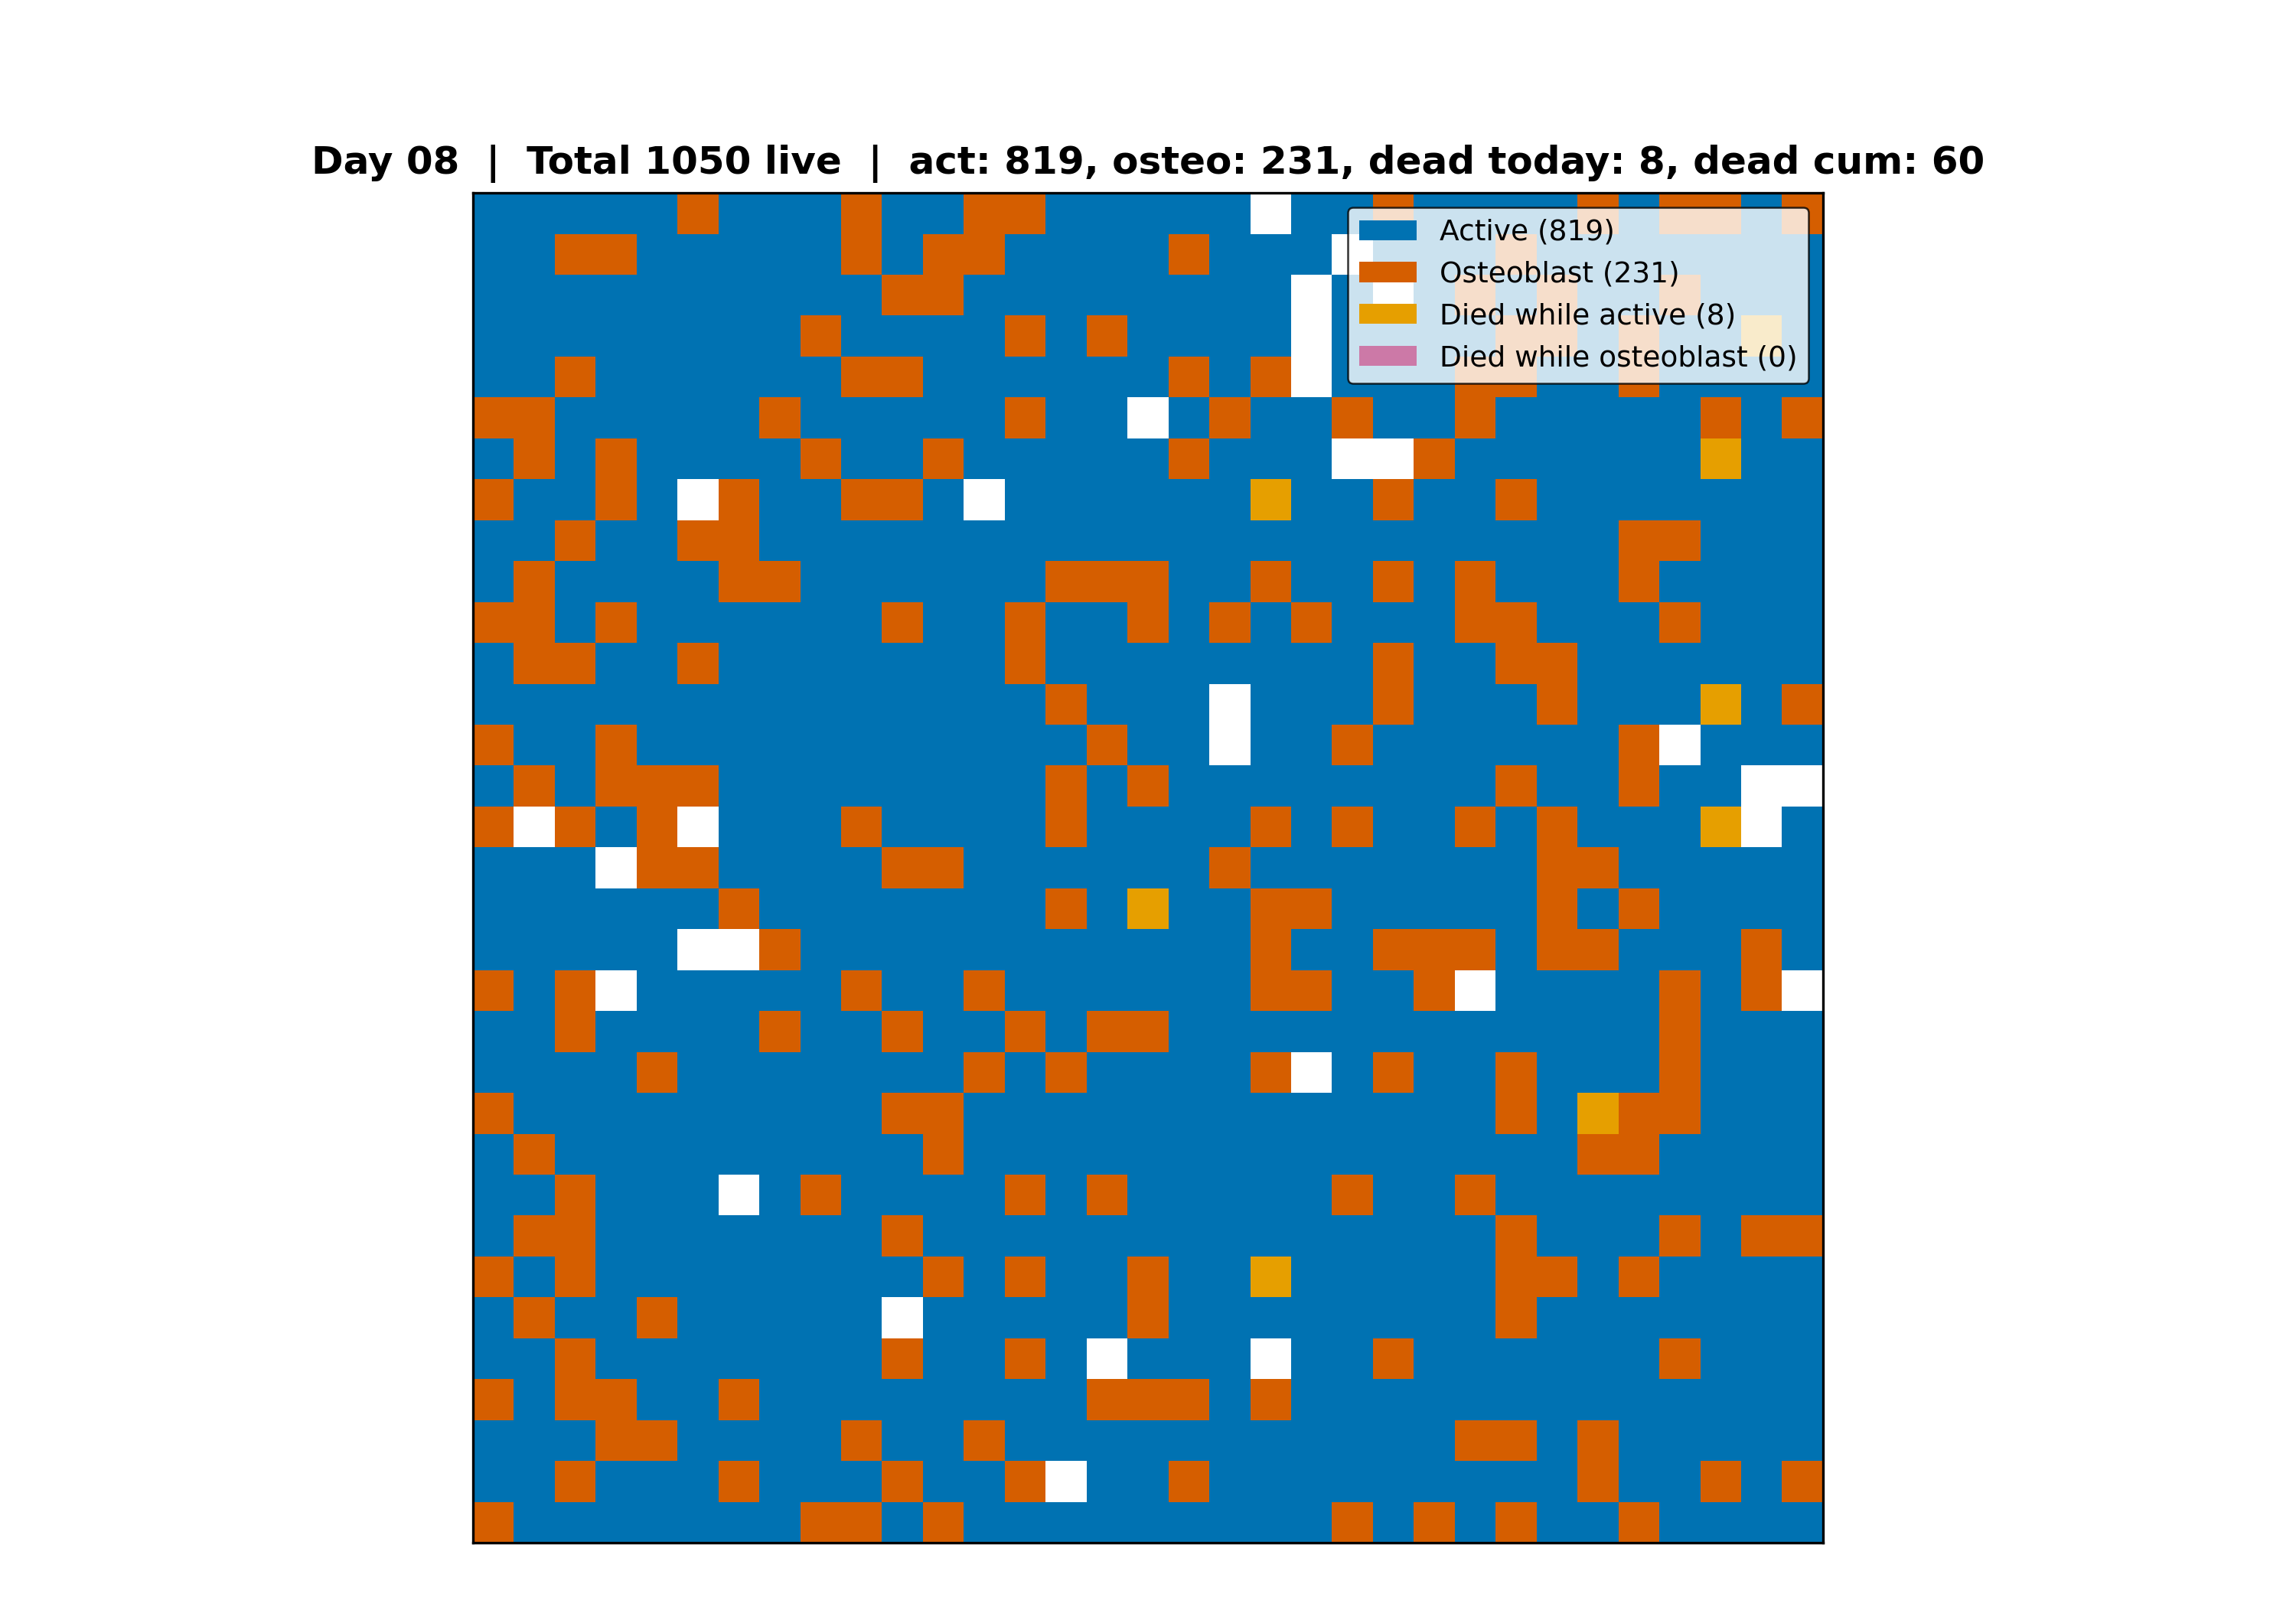 Day 08 | Total 1050 live | act: 819, osteo: 231, dead today: 8, dead cum: 60
Active (819)
Osteoblast (231)
Died while active (8)
Died while osteoblast (0)